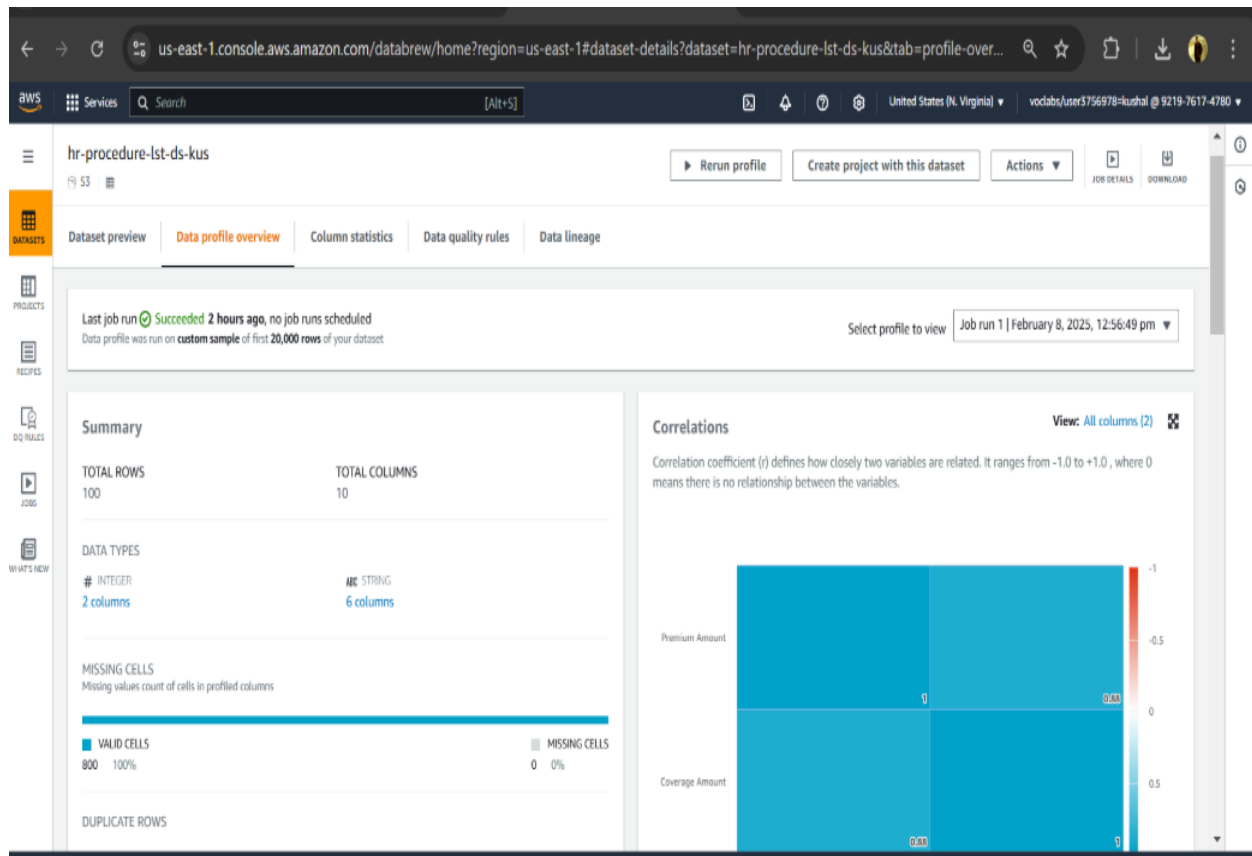 us-east-1.console.aws.amazon.com/databrew/home?region=us-east-1#dataset-details?dataset=hr-procedure-lst-ds-kus&tab=profile-over...
aws Services Search [Alt+S] United States (N. Virginia) ▼ voclabs/user3756978=kushal @ 9219-7617-4780 ▼
hr-procedure-lst-ds-kus
S3
Rerun profile
Create project with this dataset
Actions ▼
JOB DETAILS
DOWNLOAD
DATASETS
PROJECTS
RECIPES
DQ RULES
JOBS
WHAT'S NEW
Dataset preview Data profile overview Column statistics Data quality rules Data lineage
Last job run Succeeded 2 hours ago, no job runs scheduled
Data profile was run on custom sample of first 20,000 rows of your dataset
Select profile to view Job run 1 | February 8, 2025, 12:56:49 pm ▼
Summary
TOTAL ROWS TOTAL COLUMNS
100 10
DATA TYPES
# INTEGER ABC STRING
2 columns 6 columns
MISSING CELLS
Missing values count of cells in profiled columns
VALID CELLS MISSING CELLS
800 100% 0 0%
DUPLICATE ROWS
Correlations
View: All columns (2)
Correlation coefficient (r) defines how closely two variables are related. It ranges from -1.0 to +1.0 , where 0
means there is no relationship between the variables.
Premium Amount
1
0.88
Coverage Amount
0.88
1
-1
-0.5
0
0.5